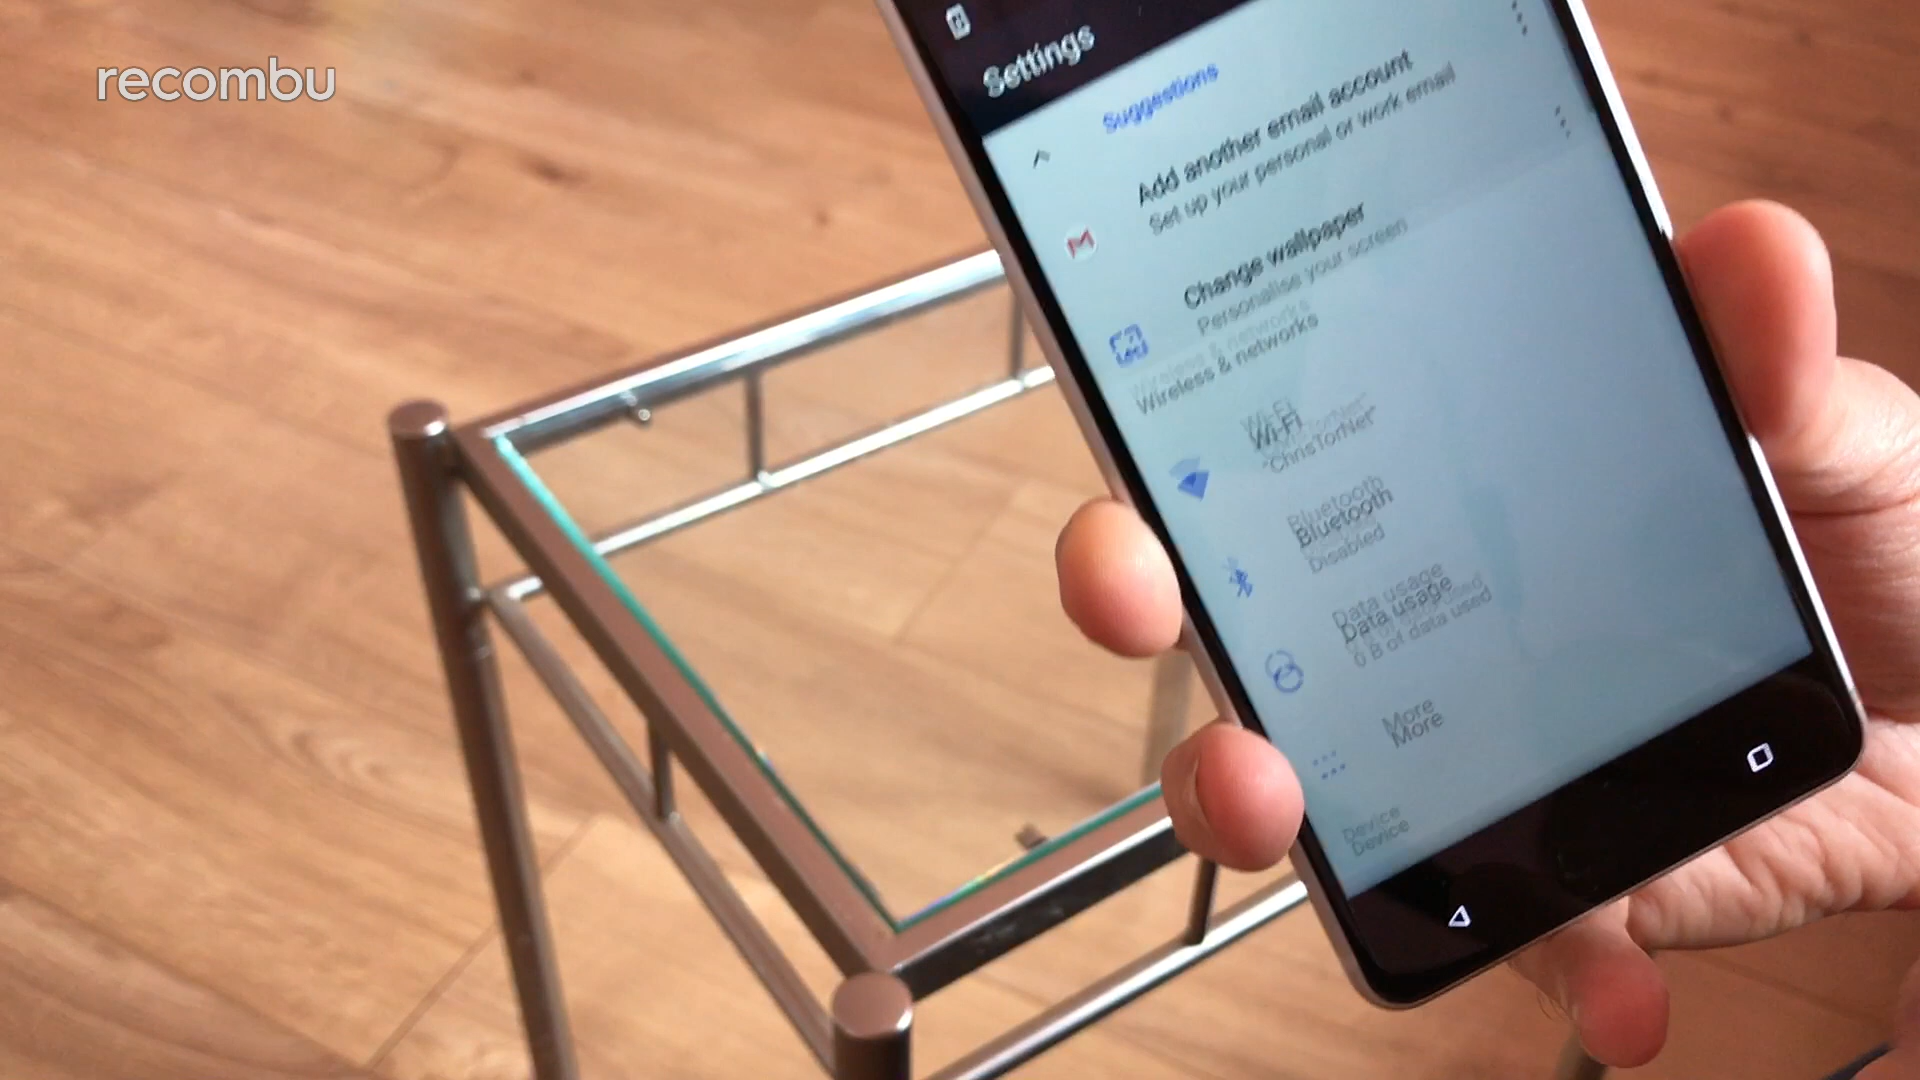 recombu
Settings
Suggestions
Add another email account
Set up your personal or work email
Change wallpaper
Personalise your screen
Wireless & networks
Wi-Fi
"ChrisTorNet"
Bluetooth
Disabled
Data usage
0 B of data used
More
Device